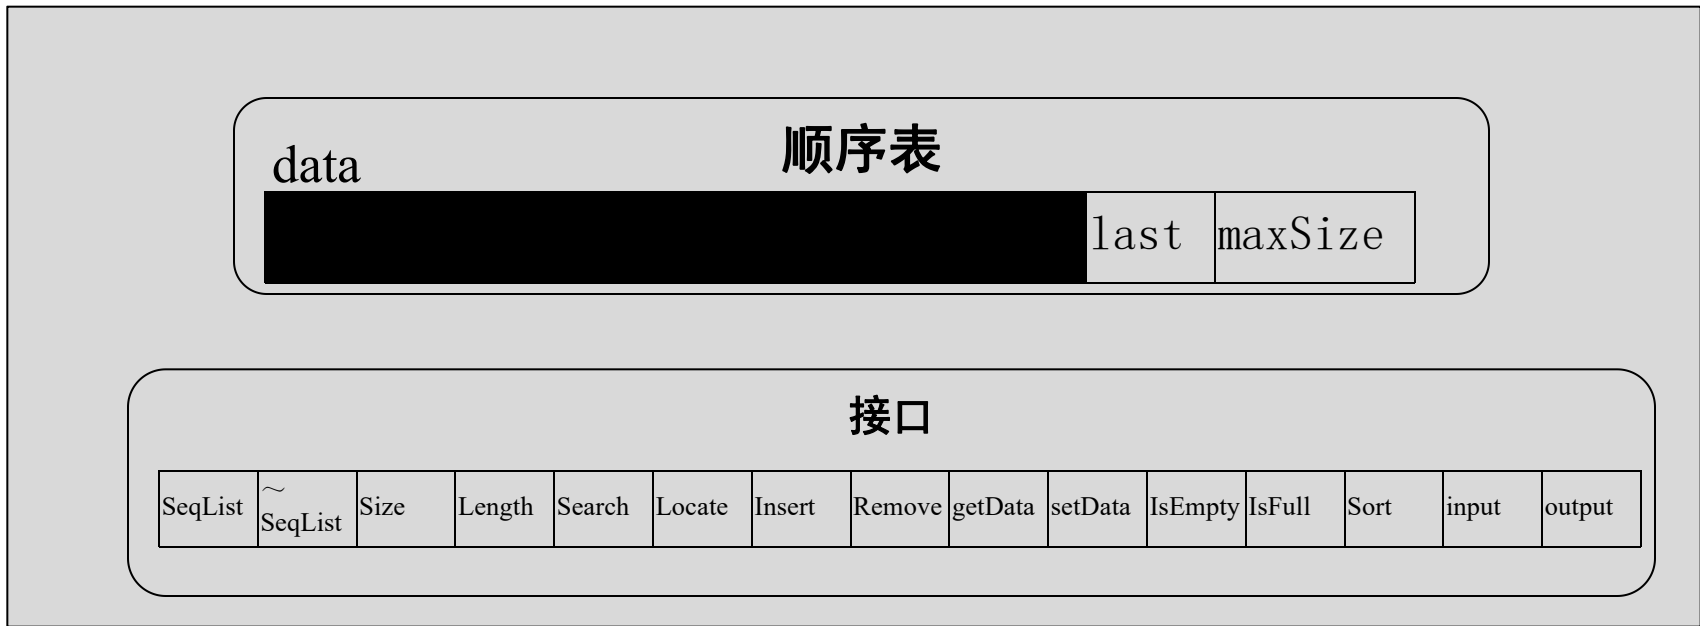 顺序表
data
last maxSize
接口
SeqList ~SeqList Size Length Search Locate Insert Remove getData setData IsEmpty IsFull Sort input output